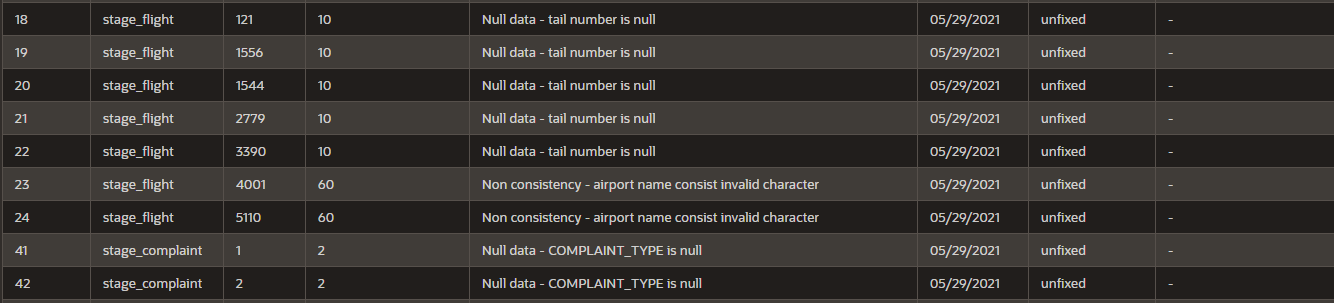 18 stage_flight 121 10 Null data - tail number is null 05/29/2021 unfixed -
19 stage_flight 1556 10 Null data - tail number is null 05/29/2021 unfixed -
20 stage_flight 1544 10 Null data - tail number is null 05/29/2021 unfixed -
21 stage_flight 2779 10 Null data - tail number is null 05/29/2021 unfixed -
22 stage_flight 3390 10 Null data - tail number is null 05/29/2021 unfixed -
23 stage_flight 4001 60 Non consistency - airport name consist invalid character 05/29/2021 unfixed -
24 stage_flight 5110 60 Non consistency - airport name consist invalid character 05/29/2021 unfixed -
41 stage_complaint 1 2 Null data - COMPLAINT_TYPE is null 05/29/2021 unfixed -
42 stage_complaint 2 2 Null data - COMPLAINT_TYPE is null 05/29/2021 unfixed -